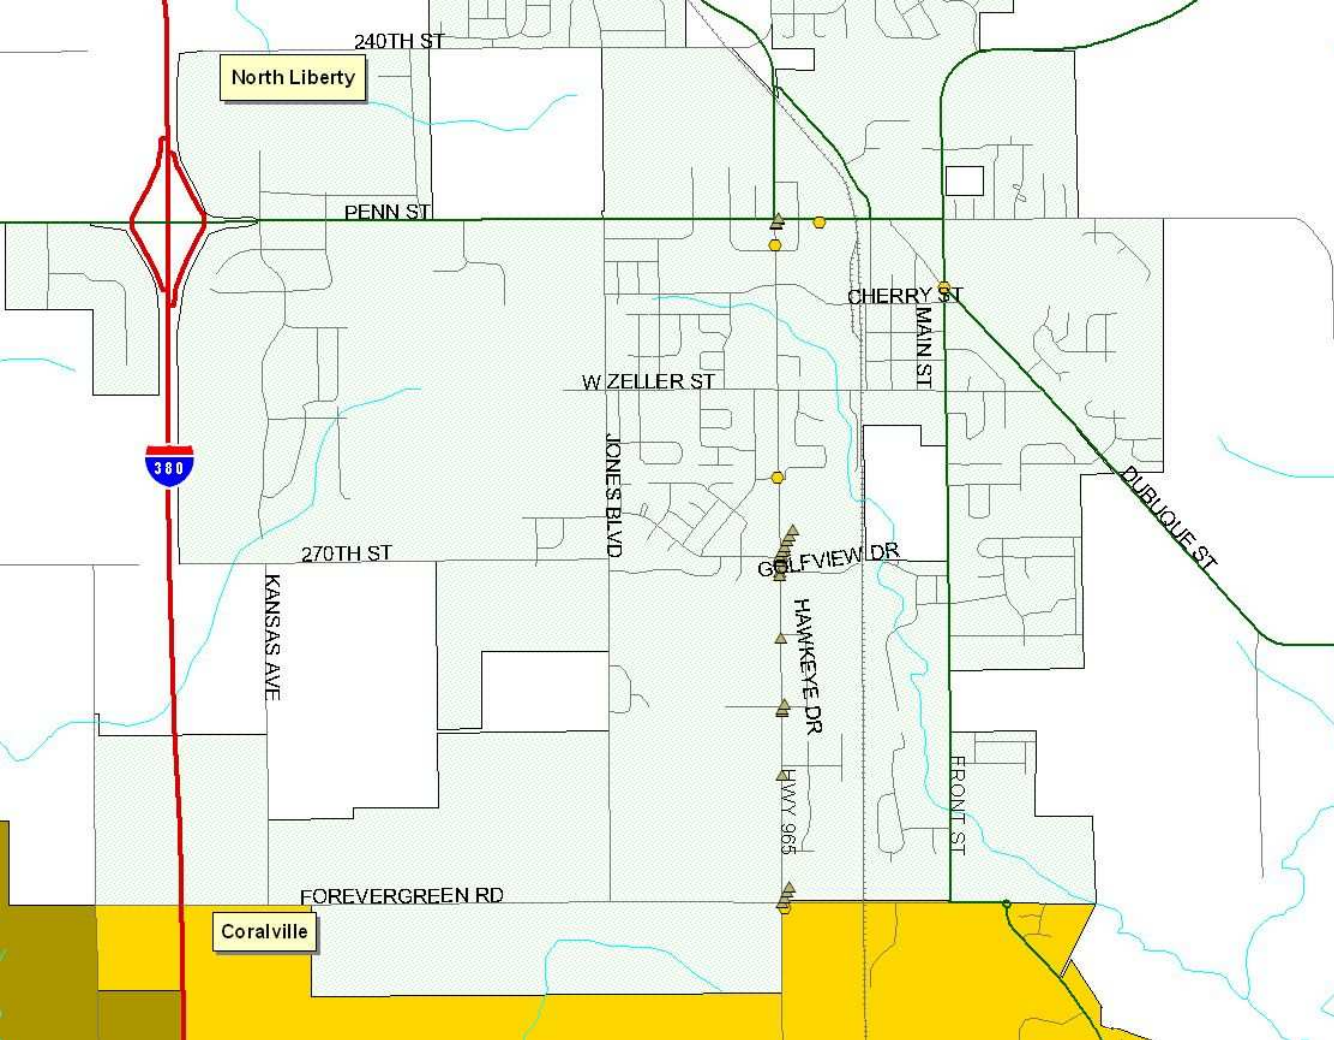 240TH ST
North Liberty
PENN ST
CHERRY ST
MAIN ST
W ZELLER ST
380
JONES BLVD
DUBUQUE ST
270TH ST
GOLFVIEW DR
KANSAS AVE
HAWKEYE DR
HWY 965
FRONT ST
FOREVERGREEN RD
Coralville